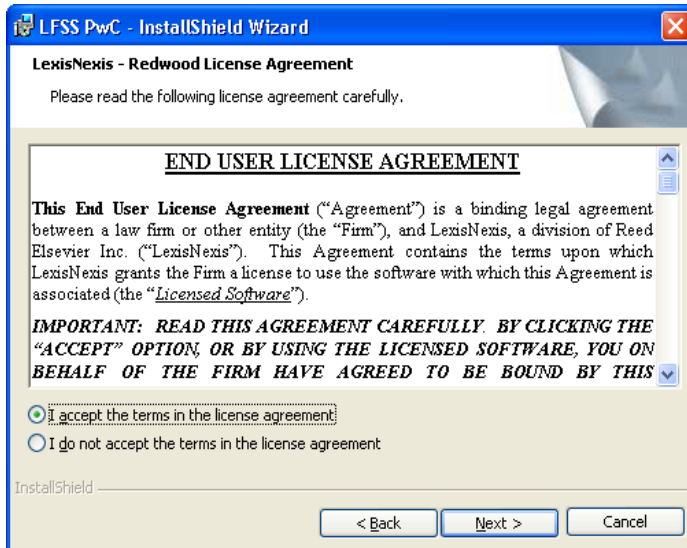 LFSS PwC - InstallShield Wizard
LexisNexis - Redwood License Agreement
Please read the following license agreement carefully.
END USER LICENSE AGREEMENT
This End User License Agreement (“Agreement”) is a binding legal agreement
between a law firm or other entity (the “Firm”), and LexisNexis, a division of Reed
Elsevier Inc. (“LexisNexis”). This Agreement contains the terms upon which
LexisNexis grants the Firm a license to use the software with which this Agreement is
associated (the “Licensed Software”).
IMPORTANT: READ THIS AGREEMENT CAREFULLY. BY CLICKING THE
“ACCEPT” OPTION, OR BY USING THE LICENSED SOFTWARE, YOU ON
BEHALF OF THE FIRM HAVE AGREED TO BE BOUND BY THIS
I accept the terms in the license agreement
I do not accept the terms in the license agreement
InstallShield
< Back Next > Cancel